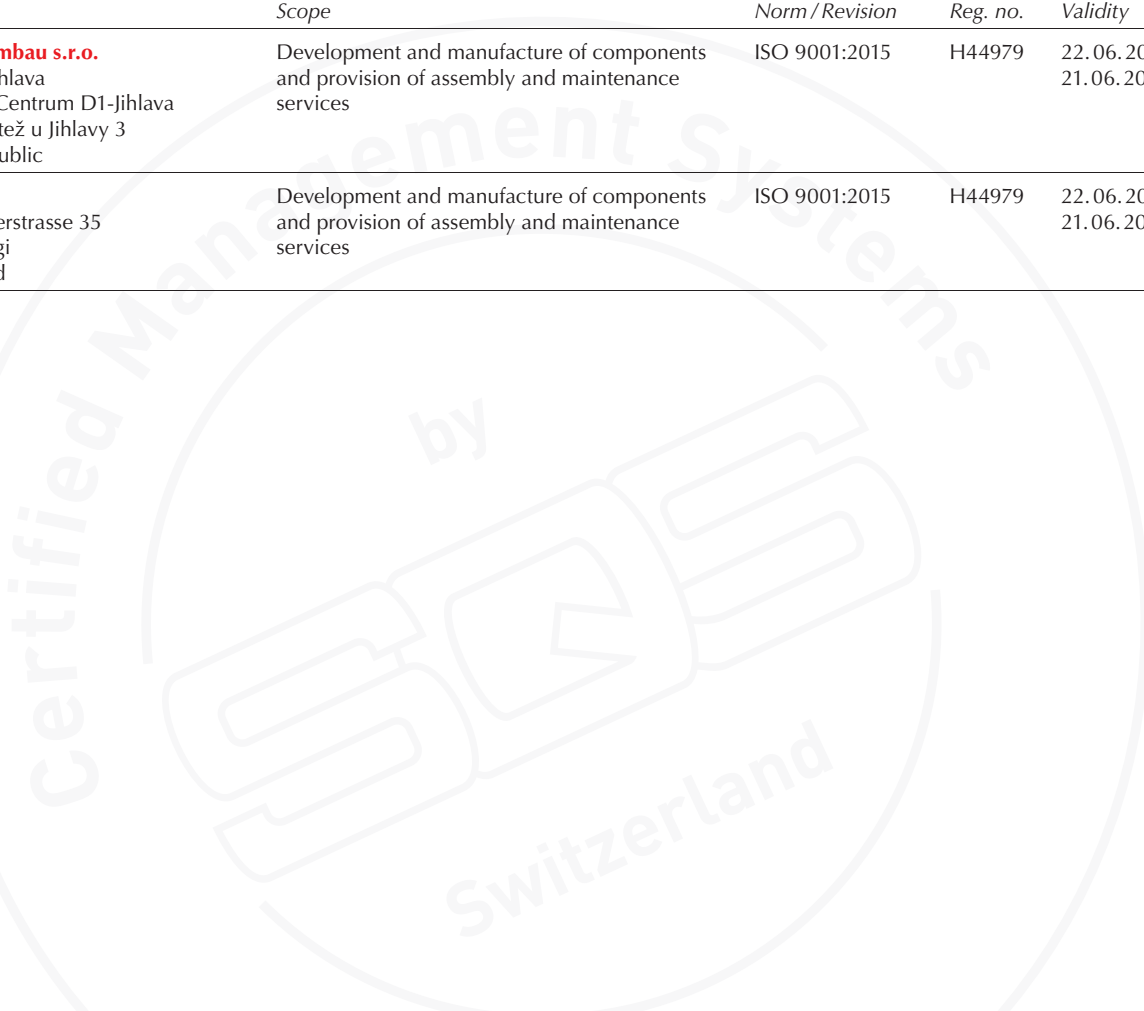 Scope Norm / Revision Reg. no. Validity
mbau s.r.o. Development and manufacture of components ISO 9001:2015 H44979 22. 06. 20
hlava and provision of assembly and maintenance 21. 06. 20
Centrum D1-Jihlava services
tež u Jihlavy 3
ublic
Development and manufacture of components ISO 9001:2015 H44979 22. 06. 20
erstrasse 35 and provision of assembly and maintenance 21. 06. 20
gi services
d
Certified Management Systems
by
SQS
Switzerland